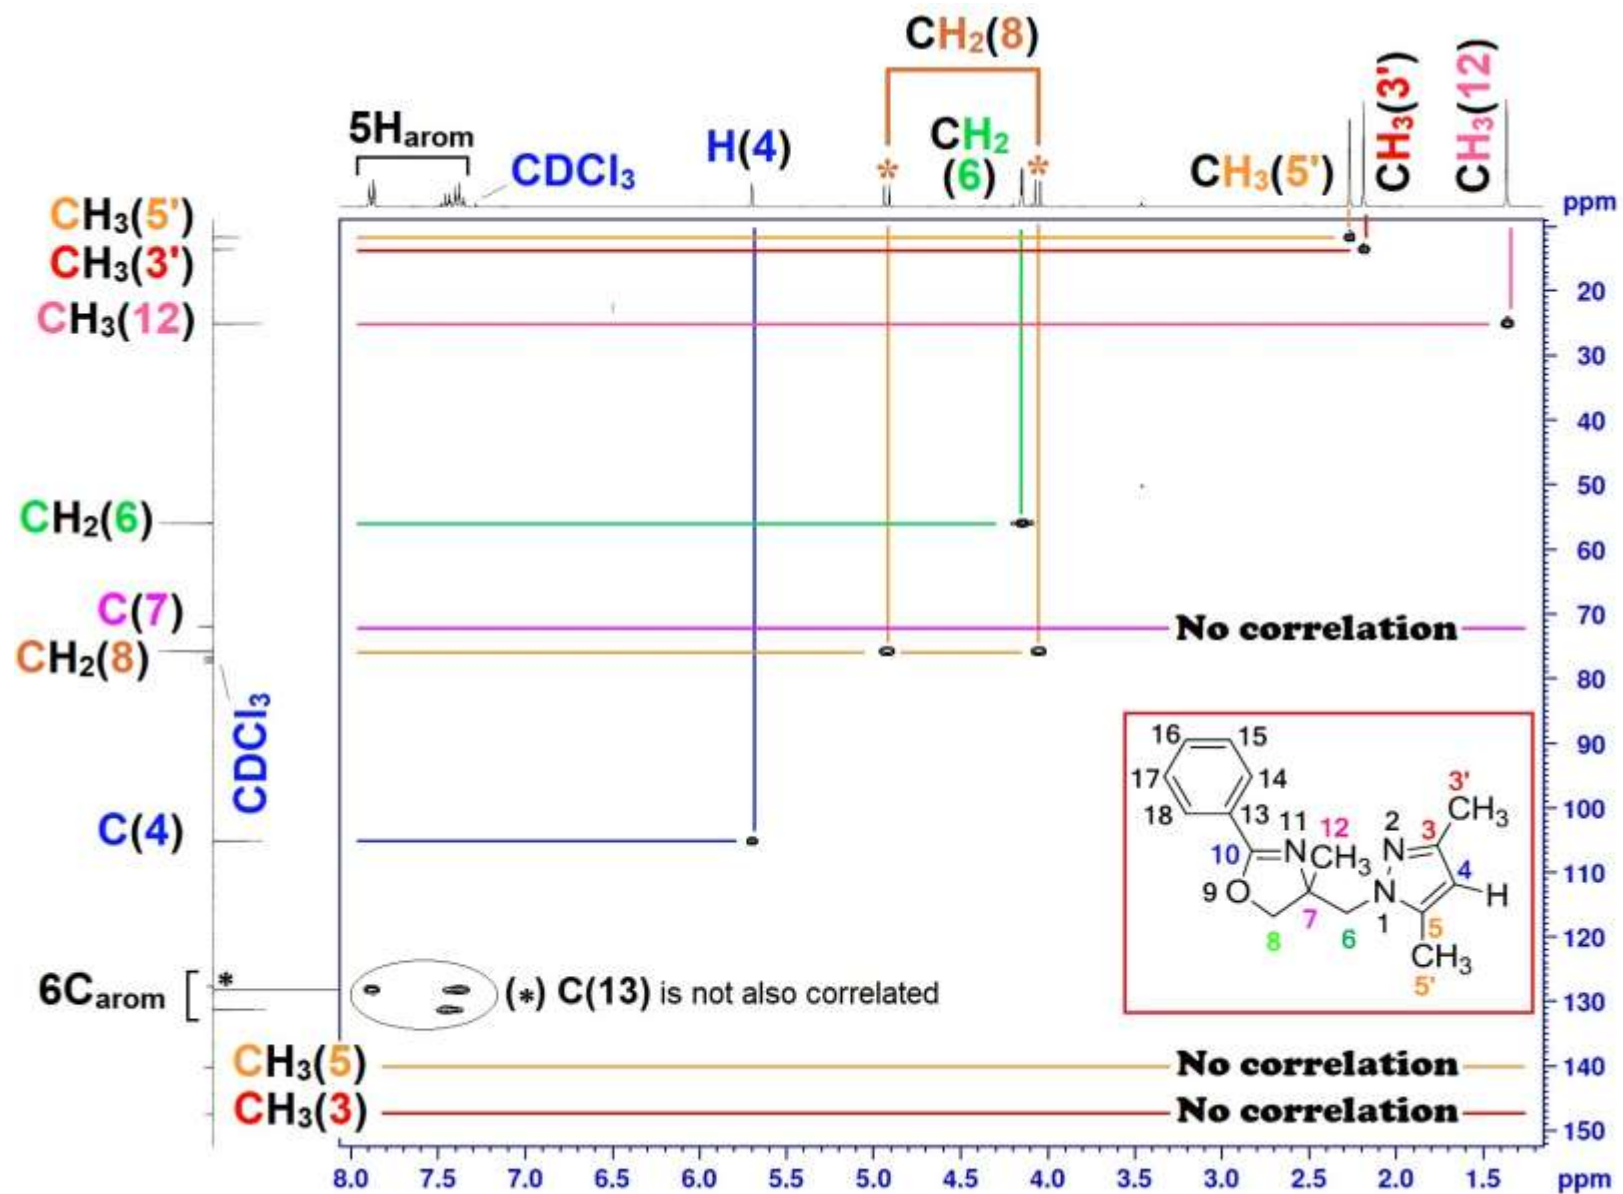 CH₂(8)
5Harom
CDCl₃
H(4)
CH₂
(6)
*
*
CH₃(5')
CH₃(3')
CH₃(12)
ppm
CH₃(5')
CH₃(3')
CH₃(12)
CH₂(6)
C(7)
No correlation
CH₂(8)
CDCl₃
C(4)
6Carom
*
(*) C(13) is not also correlated
CH₃(5)
No correlation
CH₃(3)
No correlation
20
30
40
50
60
70
80
90
100
110
120
130
140
150
16
15
17
14
18
13
11
12
2
3'
CH₃
3
10
N
CH₃
N
4
H
9
O
7
N
8
6
1
5
CH₃
5'
8.0 7.5 7.0 6.5 6.0 5.5 5.0 4.5 4.0 3.5 3.0 2.5 2.0 1.5 ppm